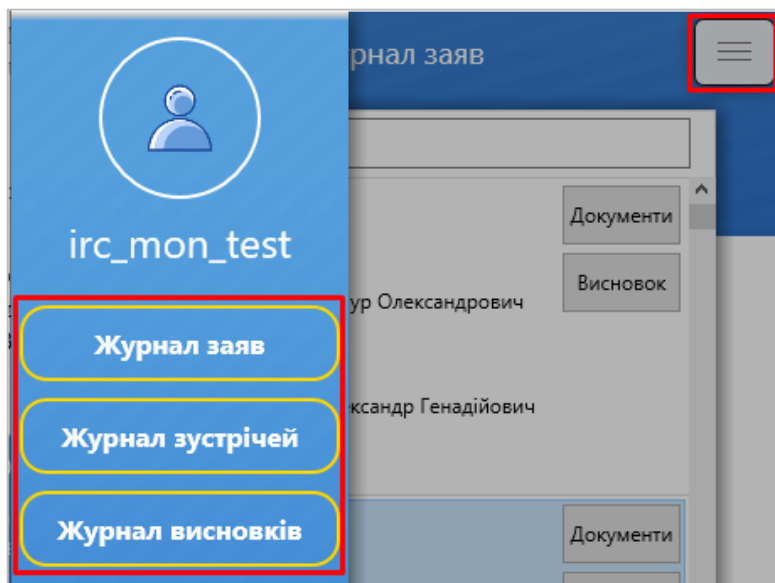 рнал заяв
irc_mon_test
Журнал заяв
Журнал зустрічей
Журнал висновків
Документи
Висновок
ур Олександрович
ксандр Генадійович
Документи